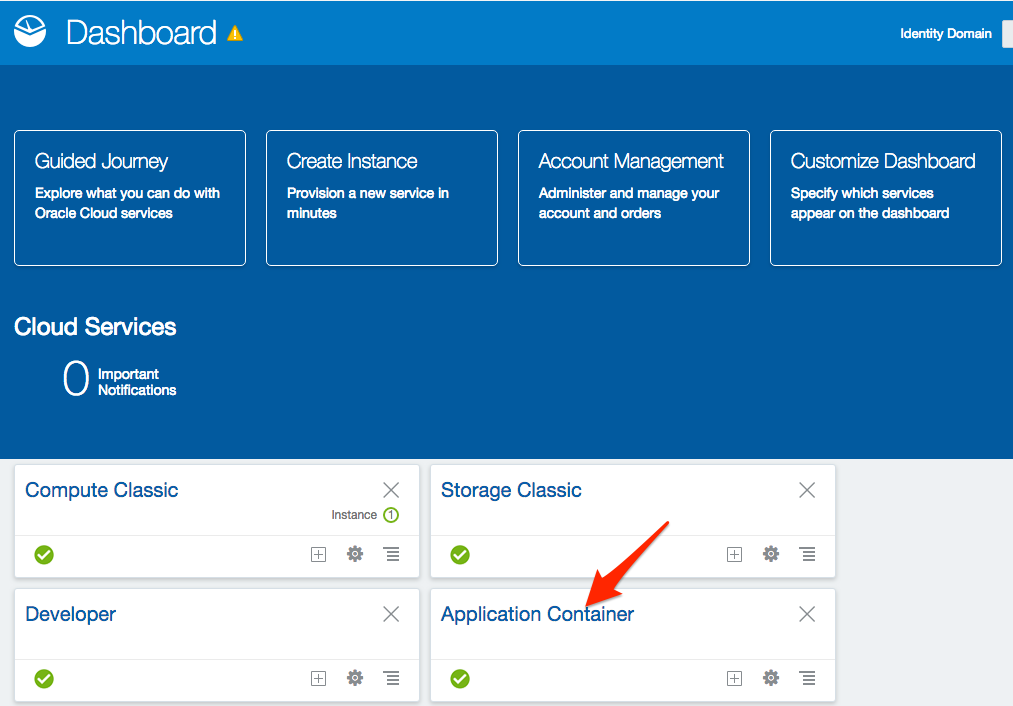 Dashboard
Identity Domain
Guided Journey
Explore what you can do with
Oracle Cloud services
Create Instance
Provision a new service in
minutes
Account Management
Administer and manage your
account and orders
Customize Dashboard
Specify which services
appear on the dashboard
Cloud Services
0 Important
Notifications
Compute Classic
Instance 1
Storage Classic
Developer
Application Container